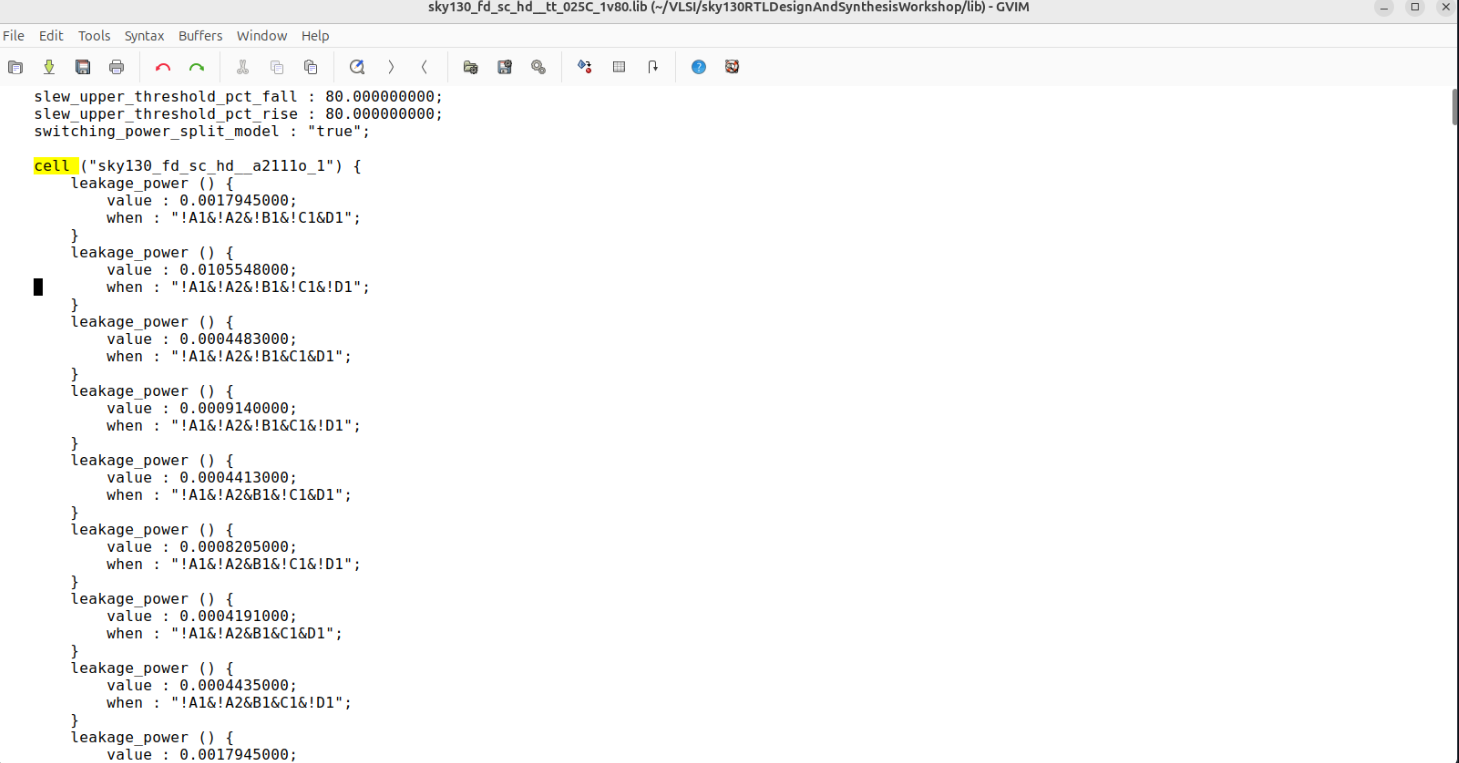 sky130_fd_sc_hd__tt_025C_1v80.lib (~/VLSI/sky130RTLDesignAndSynthesisWorkshop/lib) - GVIM
File Edit Tools Syntax Buffers Window Help
slew_upper_threshold_pct_fall : 80.000000000;
slew_upper_threshold_pct_rise : 80.000000000;
switching_power_split_model : "true";
cell ("sky130_fd_sc_hd__a2111o_1") {
leakage_power () {
value : 0.0017945000;
when : "!A1&!A2&!B1&!C1&D1";
}
leakage_power () {
value : 0.0105548000;
when : "!A1&!A2&!B1&!C1&!D1";
}
leakage_power () {
value : 0.0004483000;
when : "!A1&!A2&!B1&C1&D1";
}
leakage_power () {
value : 0.0009140000;
when : "!A1&!A2&!B1&C1&!D1";
}
leakage_power () {
value : 0.0004413000;
when : "!A1&!A2&B1&!C1&D1";
}
leakage_power () {
value : 0.0008205000;
when : "!A1&!A2&B1&!C1&!D1";
}
leakage_power () {
value : 0.0004191000;
when : "!A1&!A2&B1&C1&D1";
}
leakage_power () {
value : 0.0004435000;
when : "!A1&!A2&B1&C1&!D1";
}
leakage_power () {
value : 0.0017945000;